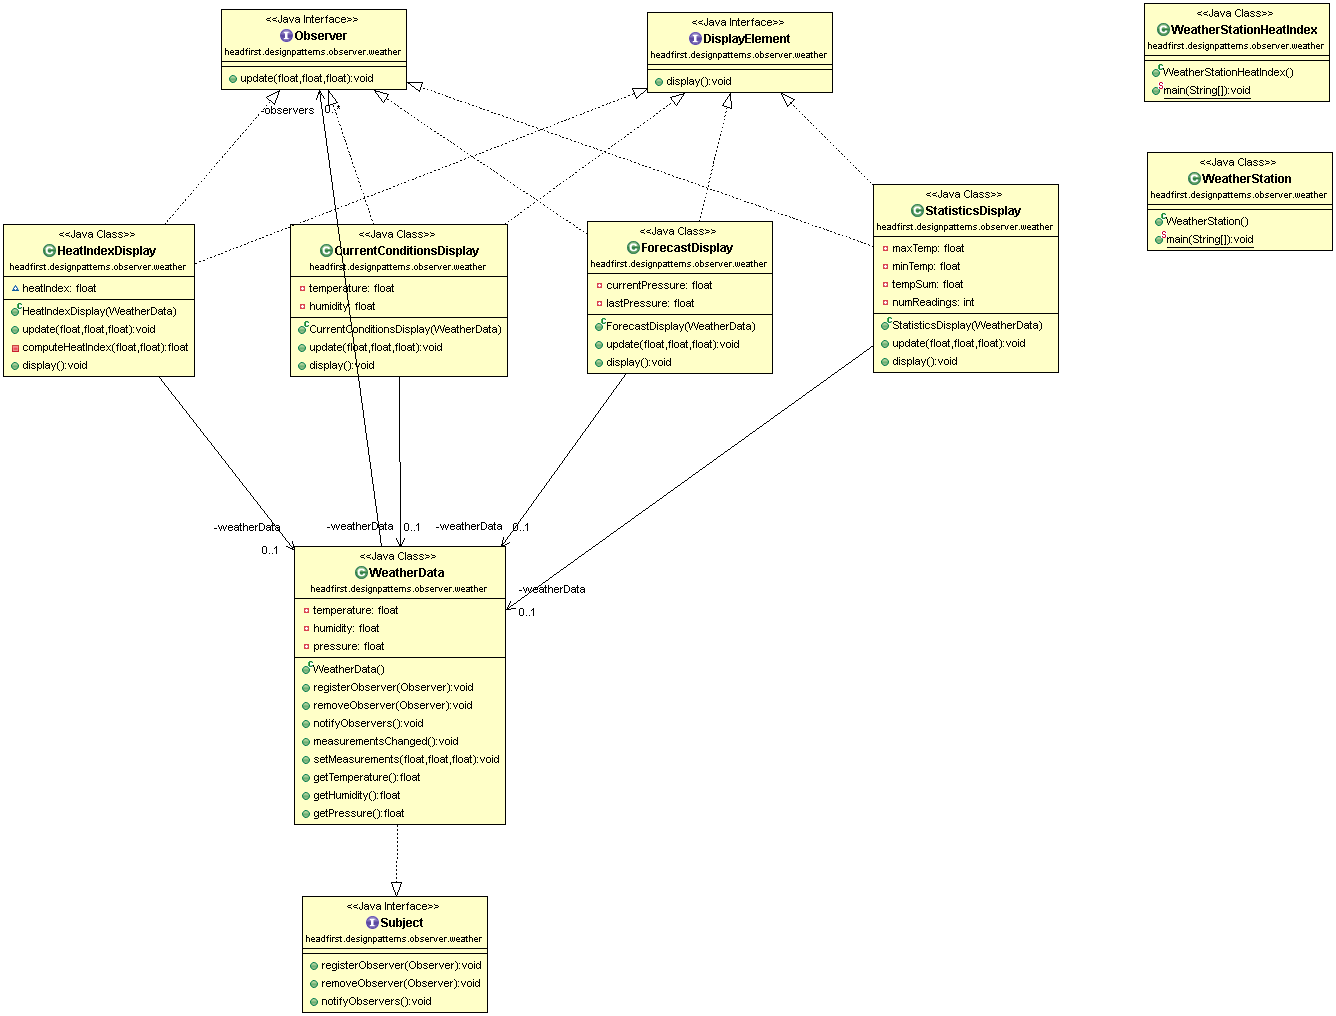 <<Java Interface>>
Observer
headfirst.designpatterns.observer.weather
update(float,float,float):void
<<Java Interface>>
DisplayElement
headfirst.designpatterns.observer.weather
display():void
<<Java Class>>
WeatherStationHeatIndex
headfirst.designpatterns.observer.weather
WeatherStationHeatIndex()
main(String[]):void
-observers
0..*
<<Java Class>>
WeatherStation
headfirst.designpatterns.observer.weather
WeatherStation()
main(String[]):void
<<Java Class>>
HeatIndexDisplay
headfirst.designpatterns.observer.weather
heatIndex: float
HeatIndexDisplay(WeatherData)
update(float,float,float):void
computeHeatIndex(float,float):float
display():void
<<Java Class>>
CurrentConditionsDisplay
headfirst.designpatterns.observer.weather
temperature: float
humidity: float
CurrentConditionsDisplay(WeatherData)
update(float,float,float):void
display():void
<<Java Class>>
ForecastDisplay
headfirst.designpatterns.observer.weather
currentPressure: float
lastPressure: float
ForecastDisplay(WeatherData)
update(float,float,float):void
display():void
<<Java Class>>
StatisticsDisplay
headfirst.designpatterns.observer.weather
maxTemp: float
minTemp: float
tempSum: float
numReadings: int
StatisticsDisplay(WeatherData)
update(float,float,float):void
display():void
-weatherData
0..1
-weatherData
0..1
-weatherData
0..1
-weatherData
0..1
<<Java Class>>
WeatherData
headfirst.designpatterns.observer.weather
temperature: float
humidity: float
pressure: float
WeatherData()
registerObserver(Observer):void
removeObserver(Observer):void
notifyObservers():void
measurementsChanged():void
setMeasurements(float,float,float):void
getTemperature():float
getHumidity():float
getPressure():float
<<Java Interface>>
Subject
headfirst.designpatterns.observer.weather
registerObserver(Observer):void
removeObserver(Observer):void
notifyObservers():void